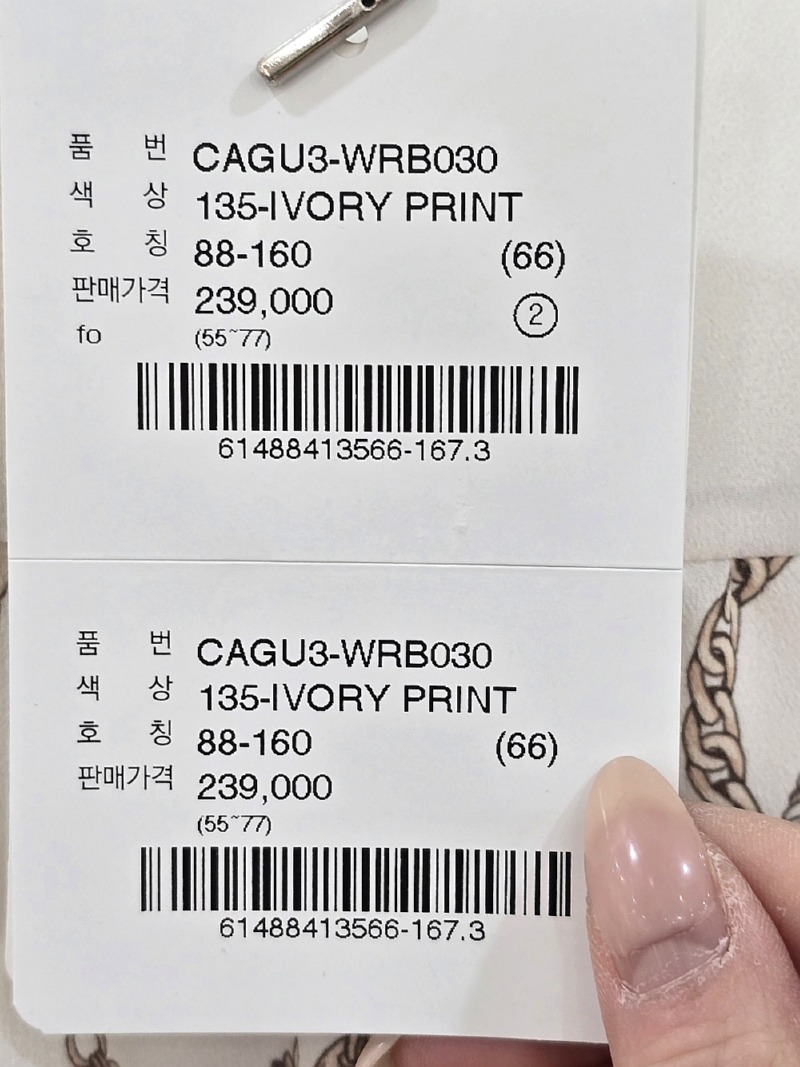 품 번 CAGU3-WRB030
색 상 135-IVORY PRINT
호 칭 88-160 (66)
판매가격 239,000 ②
fo (55~77)
61488413566-167.3
품 번 CAGU3-WRB030
색 상 135-IVORY PRINT
호 칭 88-160 (66)
판매가격 239,000
(55~77)
61488413566-167.3